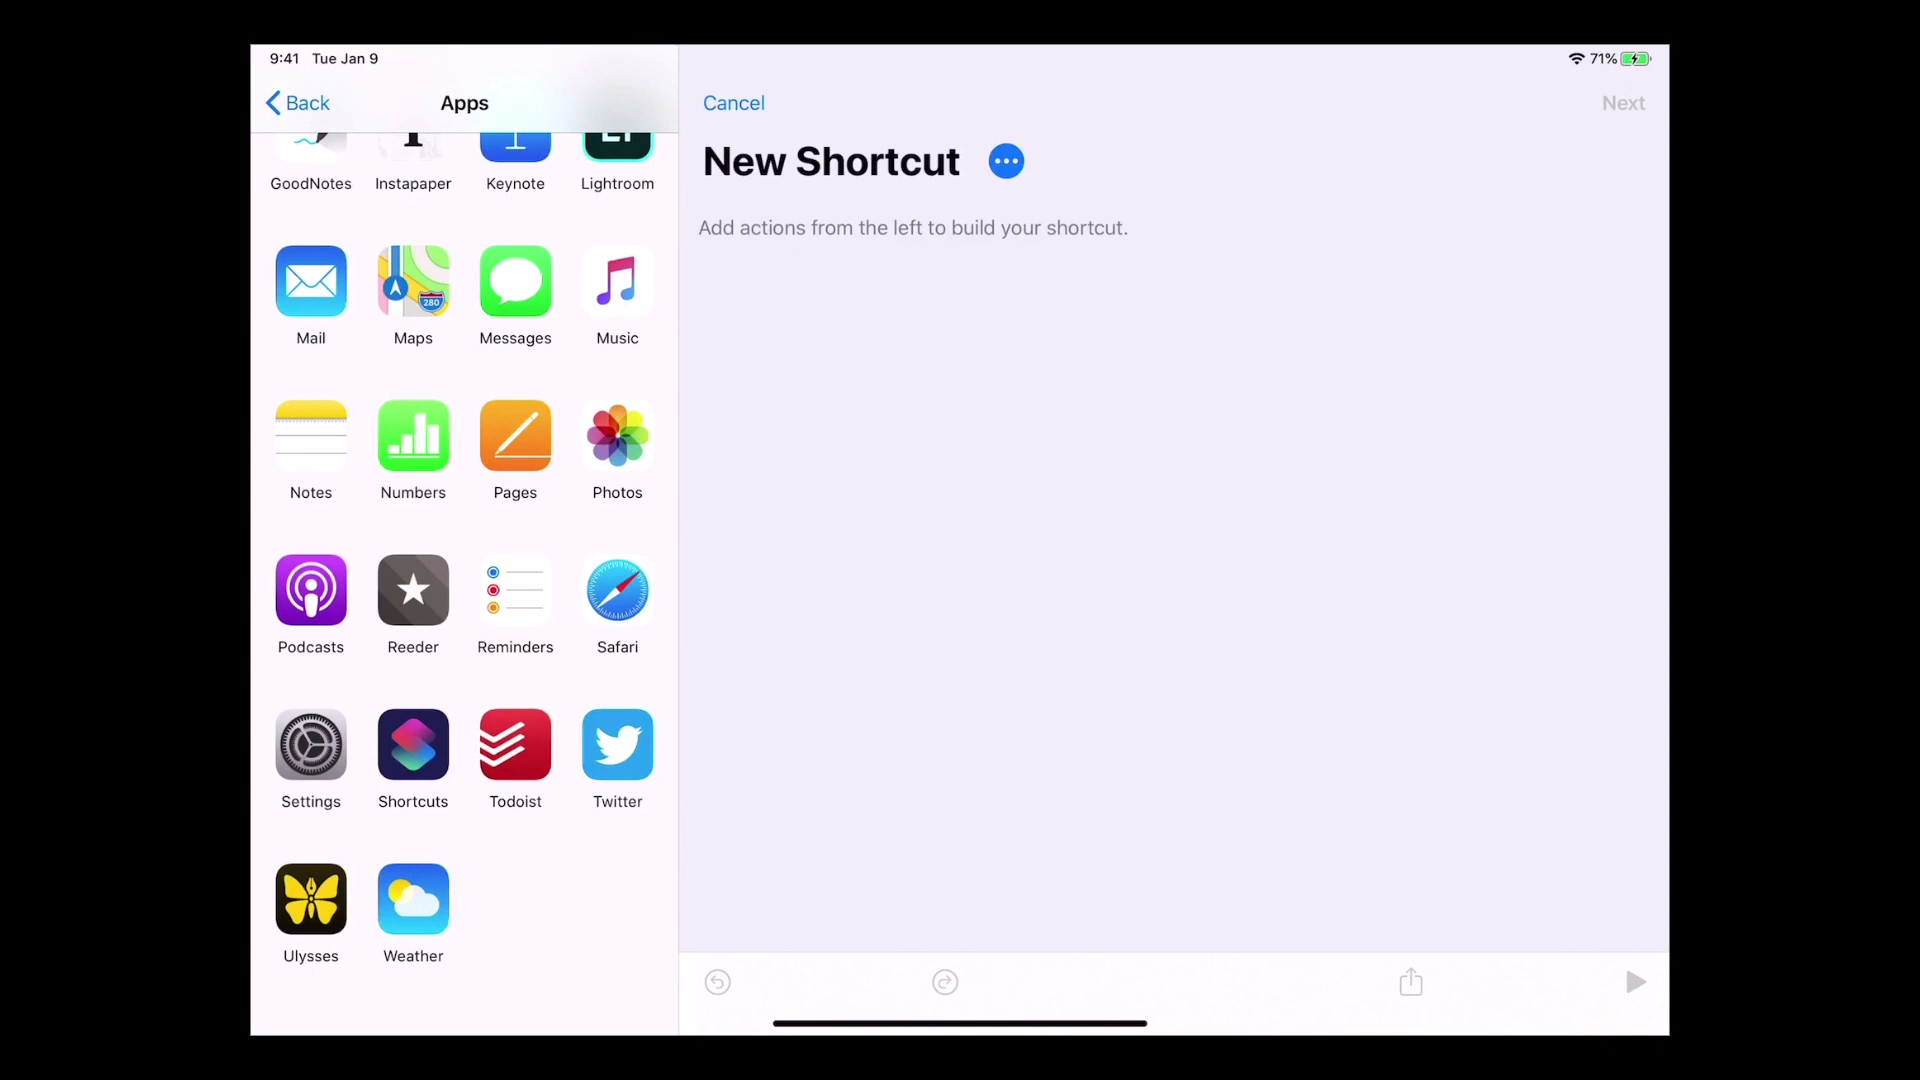 9:41 Tue Jan 9
71%
Back
Apps
Cancel
Next
New Shortcut
Add actions from the left to build your shortcut.
GoodNotes Instapaper Keynote Lightroom
280
Mail Maps Messages Music
Notes Numbers Pages Photos
Podcasts Reeder Reminders Safari
Settings Shortcuts Todoist Twitter
Ulysses Weather